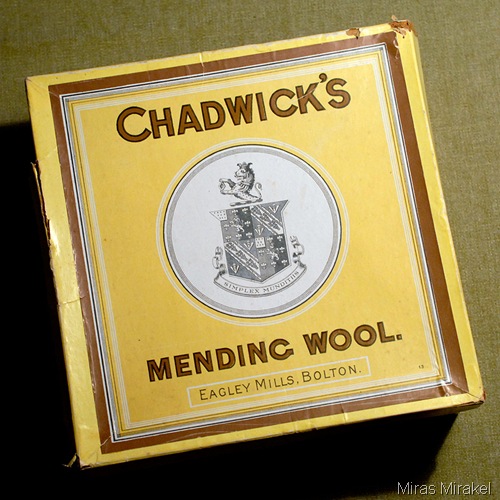 CHADWICK'S
SIMPLEX MUNDITIIS
MENDING WOOL.
EAGLEY MILLS, BOLTON.
Miras Mirakel